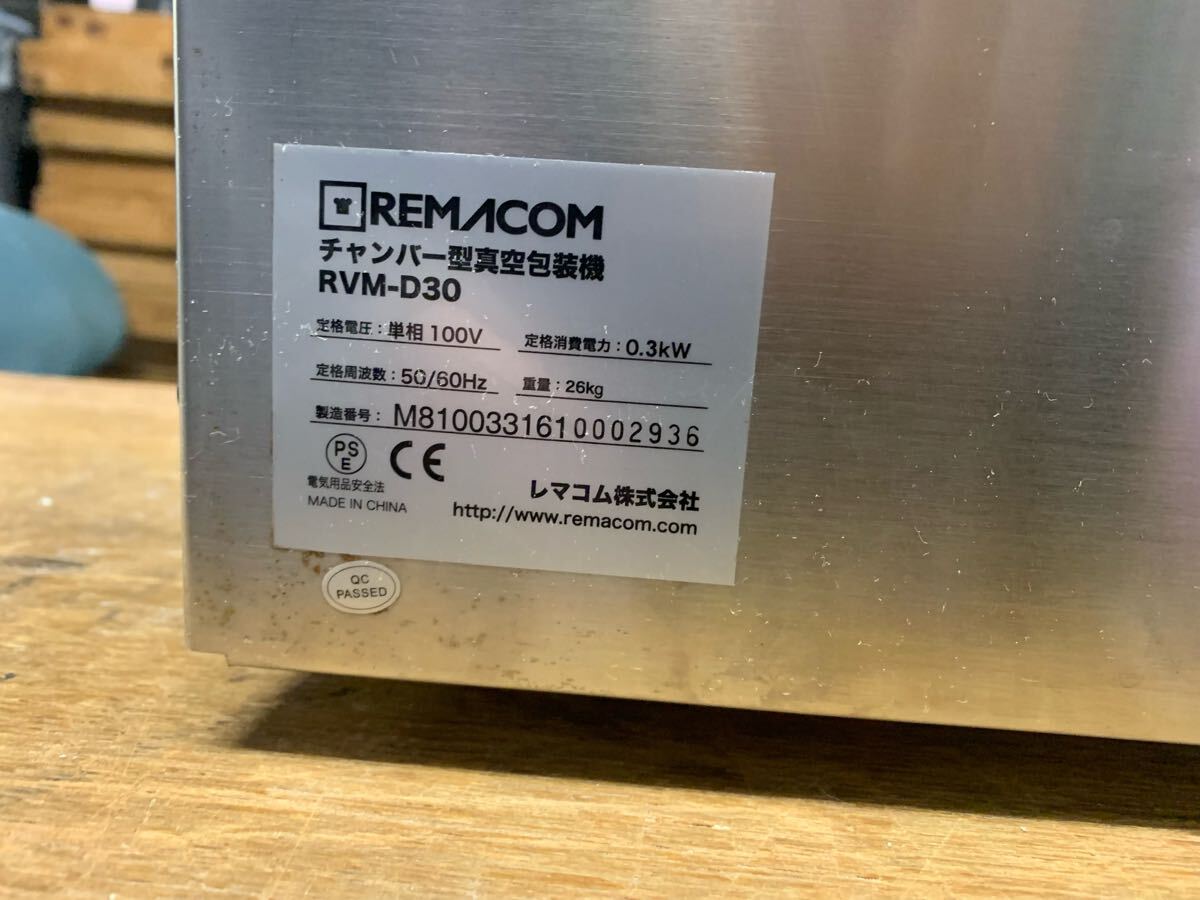 REMACOM
チャンバー型真空包装機
RVM-D30
定格電圧：単相 100V 定格消費電力：0.3kW
定格周波数：50/60Hz 重量：26kg
製造番号：M8100331610002936
PS
E
CE
電気用品安全法
MADE IN CHINA
レマコム株式会社
http://www.remacom.com
QC
PASSED